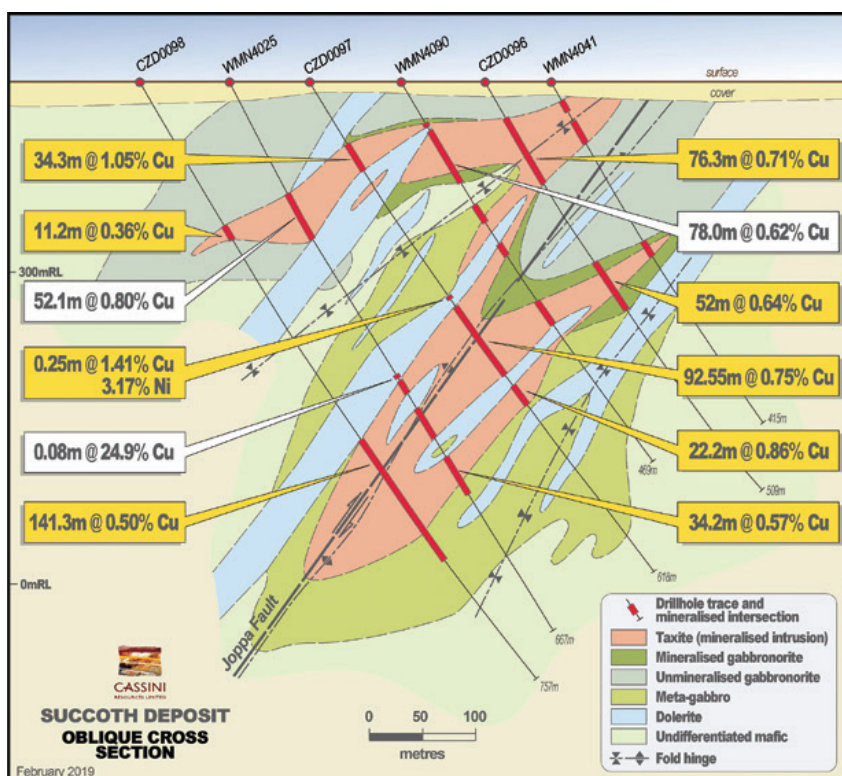 CZD0098
WMN4025
CZD0097
WMN4090
CZD0096
WMN4041
surface
cover
34.3m @ 1.05% Cu
76.3m @ 0.71% Cu
11.2m @ 0.36% Cu
78.0m @ 0.62% Cu
300mRL
52.1m @ 0.80% Cu
52m @ 0.64% Cu
0.25m @ 1.41% Cu
3.17% Ni
92.55m @ 0.75% Cu
415m
0.08m @ 24.9% Cu
22.2m @ 0.86% Cu
469m
509m
141.3m @ 0.50% Cu
34.2m @ 0.57% Cu
618m
0mRL
667m
757m
Joppa Fault
Drillhole trace and
mineralised intersection
Taxite (mineralised intrusion)
Mineralised gabbronorite
Unmineralised gabbronorite
Meta-gabbro
Dolerite
Undifferentiated mafic
Fold hinge
CASSINI
RESOURCES LIMITED
SUCCOTH DEPOSIT
OBLIQUE CROSS
SECTION
0 50 100
metres
February 2019